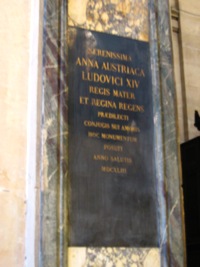 SERENISSIMA
ANNA AUSTRIACA
LUDOVICI XIV
REGIS MATER
ET REGINA REGENS
PRÆDILECTI
CONJUGIS SUI AMORIS
HOC MONUMENTUM
POSUIT
ANNO SALUTIS
MDCXLIII